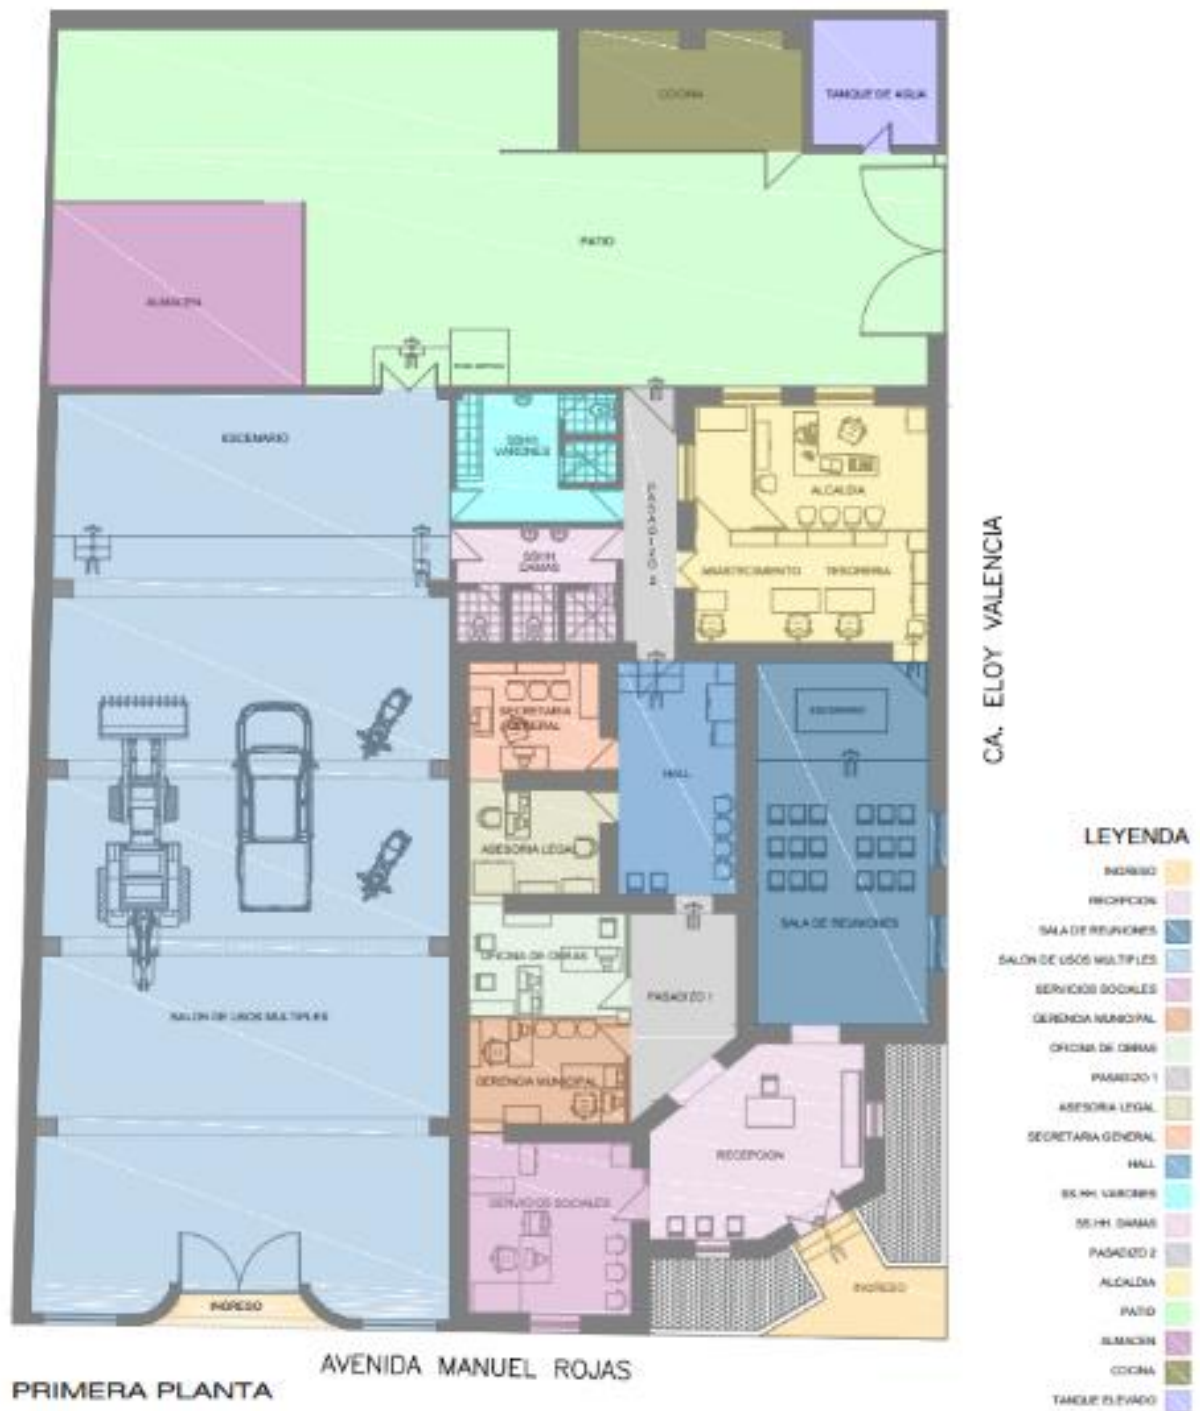 COCINA
TANQUE DE AGUA
PATIO
ALMACEN
ESCENARIO
SS.HH.
VARONES
PASADIZO 2
ALCALDIA
SS.HH.
DAMAS
ABASTECIMIENTO
TESORERIA
CA. ELOY VALENCIA
SECRETARIA
GENERAL
ESCENARIO
HALL
ASESORIA LEGAL
SALA DE REUNIONES
OFICINA DE OBRAS
PASADIZO 1
SALON DE USOS MULTIPLES
GERENCIA MUNICIPAL
RECEPCION
SERVICIOS SOCIALES
INGRESO
INGRESO
AVENIDA MANUEL ROJAS
PRIMERA PLANTA
LEYENDA
INGRESO
RECEPCION
SALA DE REUNIONES
SALON DE USOS MULTIPLES
SERVICIOS SOCIALES
GERENCIA MUNICIPAL
OFICINA DE OBRAS
PASADIZO 1
ASESORIA LEGAL
SECRETARIA GENERAL
HALL
SS.HH. VARONES
SS.HH. DAMAS
PASADIZO 2
ALCALDIA
PATIO
ALMACEN
COCINA
TANQUE ELEVADO